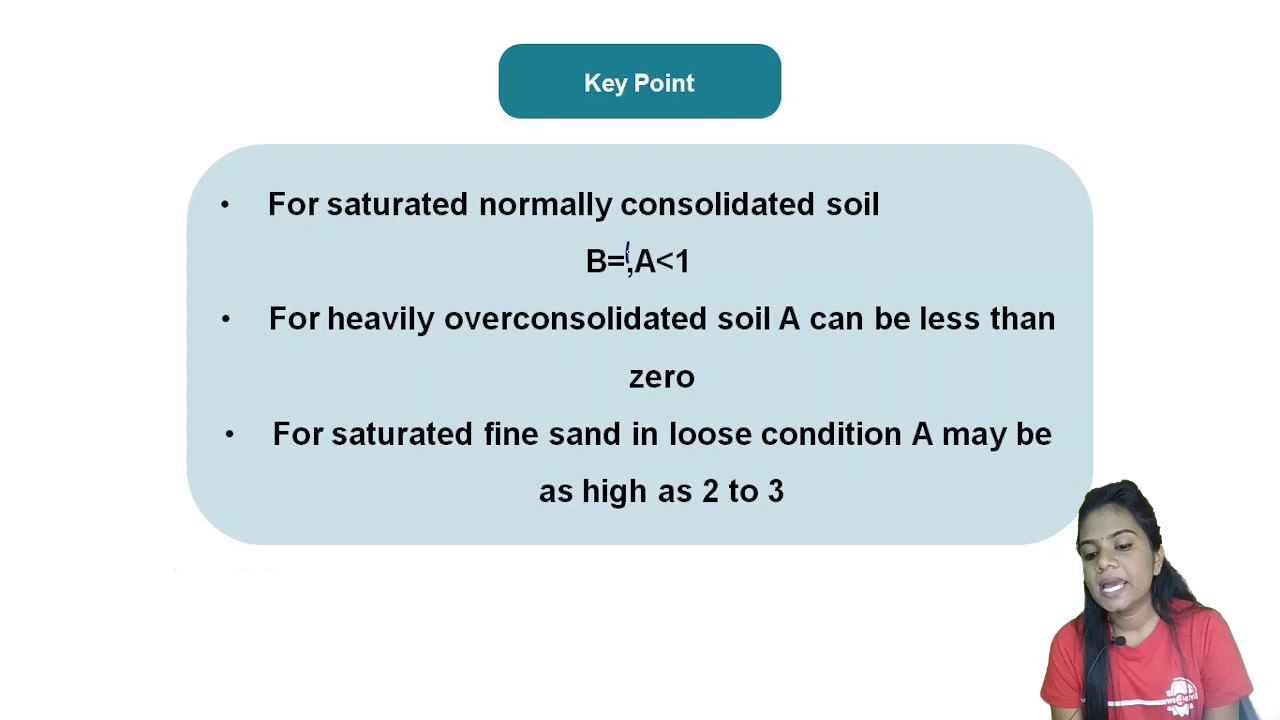 Key Point
• For saturated normally consolidated soil
B=1,A<1
• For heavily overconsolidated soil A can be less than
zero
• For saturated fine sand in loose condition A may be
as high as 2 to 3